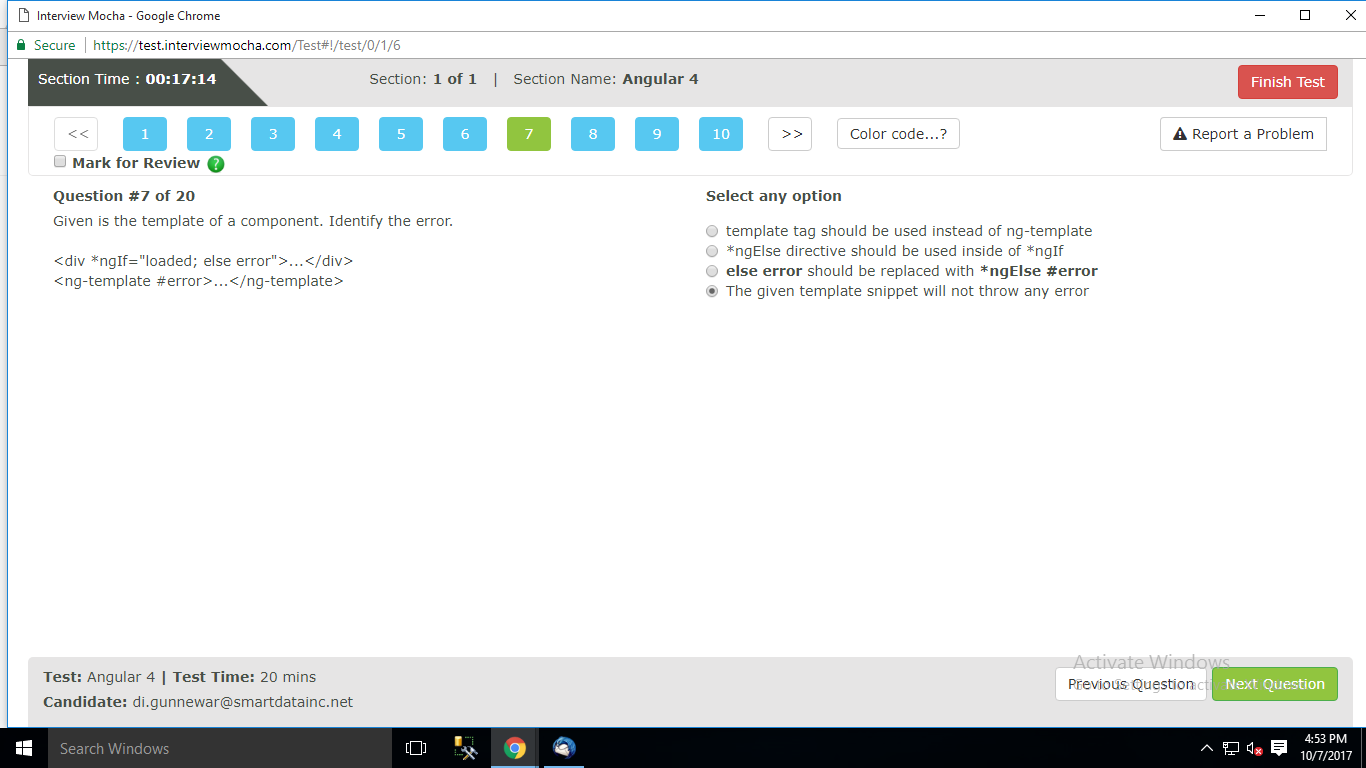 Interview Mocha - Google Chrome
Secure https://test.interviewmocha.com/Test#!/test/0/1/6
Section Time : 00:17:14 Section: 1 of 1 | Section Name: Angular 4 Finish Test
<< 1 2 3 4 5 6 7 8 9 10 >> Color code...? Report a Problem
Mark for Review ?
Question #7 of 20
Given is the template of a component. Identify the error.
<div *ngIf="loaded; else error">...</div>
<ng-template #error>...</ng-template>
Select any option
template tag should be used instead of ng-template
*ngElse directive should be used inside of *ngIf
else error should be replaced with *ngElse #error
The given template snippet will not throw any error
Activate Windows
Test: Angular 4 | Test Time: 20 mins
Candidate: di.gunnewar@smartdatainc.net
Previous Question Next Question
Search Windows
4:53 PM
10/7/2017